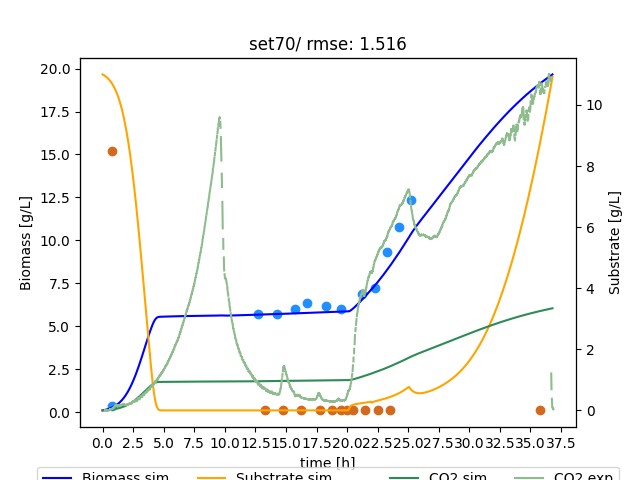 set70/ rmse: 1.516
20.0
17.5
15.0
12.5
10.0
7.5
5.0
2.5
0.0
Biomass [g/L]
10
8
6
4
2
0
Substrate [g/L]
0.0 2.5 5.0 7.5 10.0 12.5 15.0 17.5 20.0 22.5 25.0 27.5 30.0 32.5 35.0 37.5
time [h]
Biomass sim Substrate sim CO2 sim CO2 exp